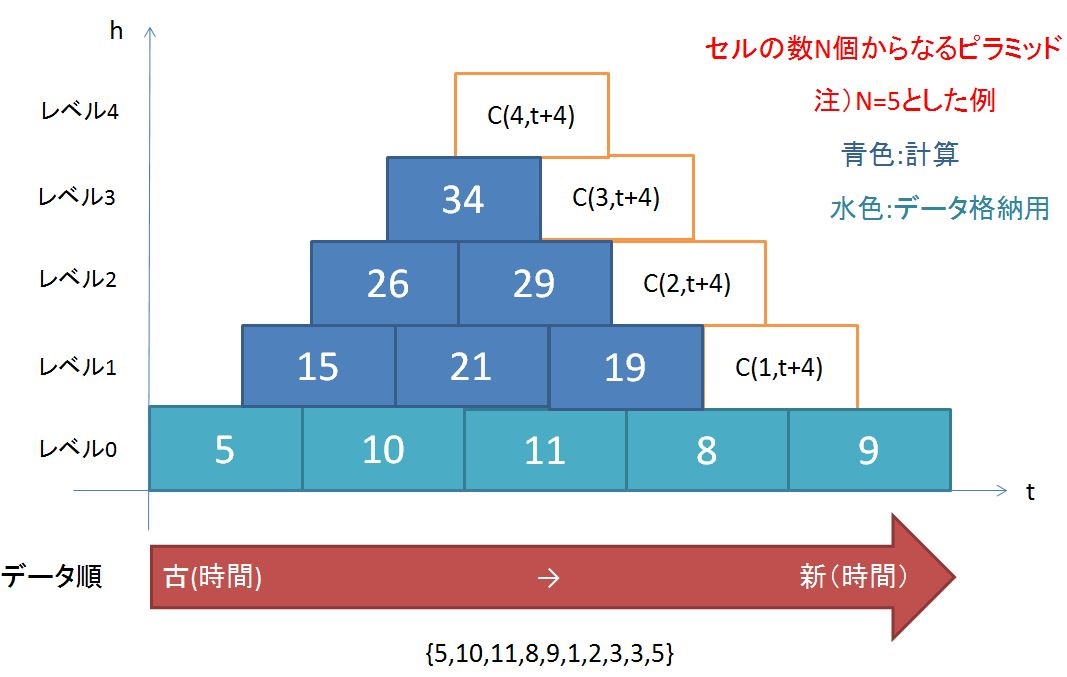 h
セルの数N個からなるピラミッド
レベル4
C(4,t+4)
注）N=5とした例
青色:計算
レベル3
34
C(3,t+4)
水色:データ格納用
レベル2
26
29
C(2,t+4)
レベル1
15
21
19
C(1,t+4)
レベル0
5
10
11
8
9
t
データ順
古(時間)
→
新（時間）
{5,10,11,8,9,1,2,3,3,5}